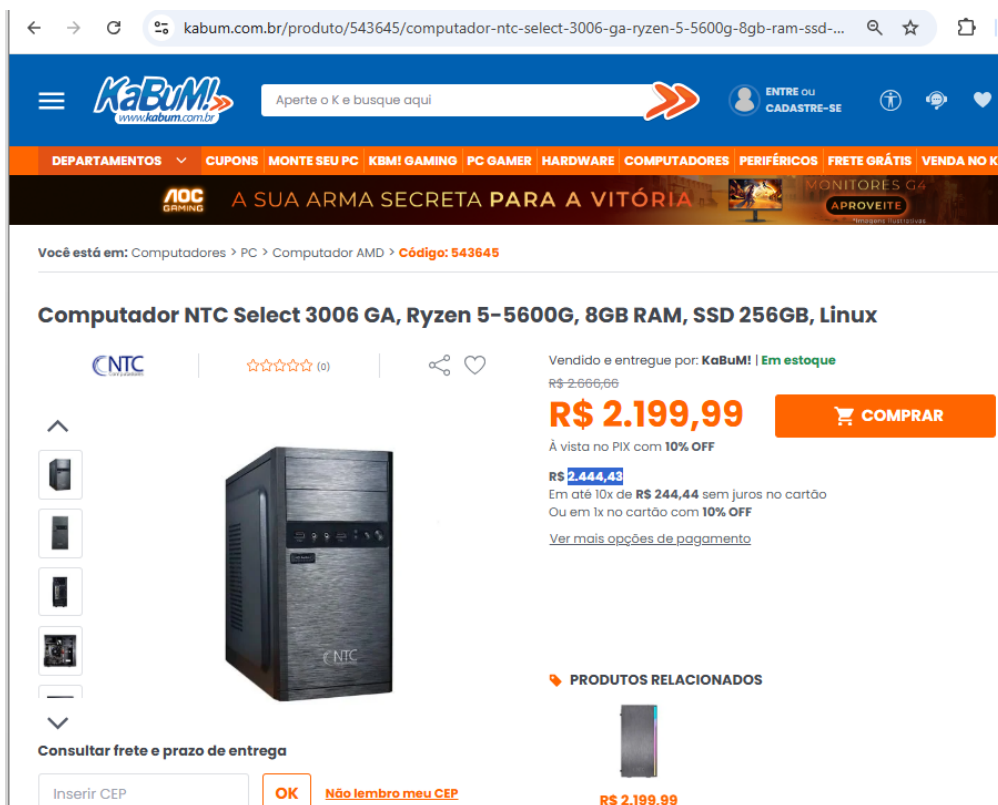 kabum.com.br/produto/543645/computador-ntc-select-3006-ga-ryzen-5-5600g-8gb-ram-ssd-...
KaBuM!
www.kabum.com.br
Aperte o K e busque aqui
ENTRE ou
CADASTRE-SE
DEPARTAMENTOS CUPONS MONTE SEU PC KBM! GAMING PC GAMER HARDWARE COMPUTADORES PERIFÉRICOS FRETE GRÁTIS VENDA NO K
AOC GAMING A SUA ARMA SECRETA PARA A VITÓRIA
MONITORES G4
APROVEITE
*Imagens ilustrativas
Você está em: Computadores > PC > Computador AMD > Código: 543645
Computador NTC Select 3006 GA, Ryzen 5-5600G, 8GB RAM, SSD 256GB, Linux
NTC
(0)
Vendido e entregue por: KaBuM! | Em estoque
R$ 2.666,66
R$ 2.199,99
COMPRAR
À vista no PIX com 10% OFF
R$ 2.444,43
Em até 10x de R$ 244,44 sem juros no cartão
Ou em 1x no cartão com 10% OFF
Ver mais opções de pagamento
NTC
PRODUTOS RELACIONADOS
Consultar frete e prazo de entrega
Inserir CEP
OK
Não lembro meu CEP
R$ 2.199,99